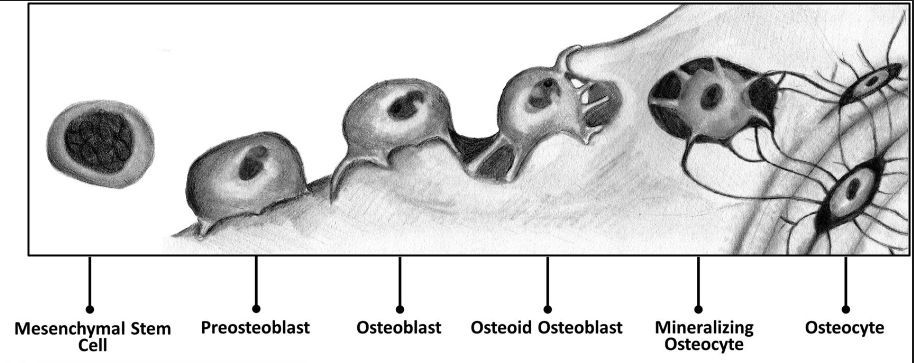 Mesenchymal Stem Cell
Preosteoblast
Osteoblast
Osteoid Osteoblast
Mineralizing Osteocyte
Osteocyte